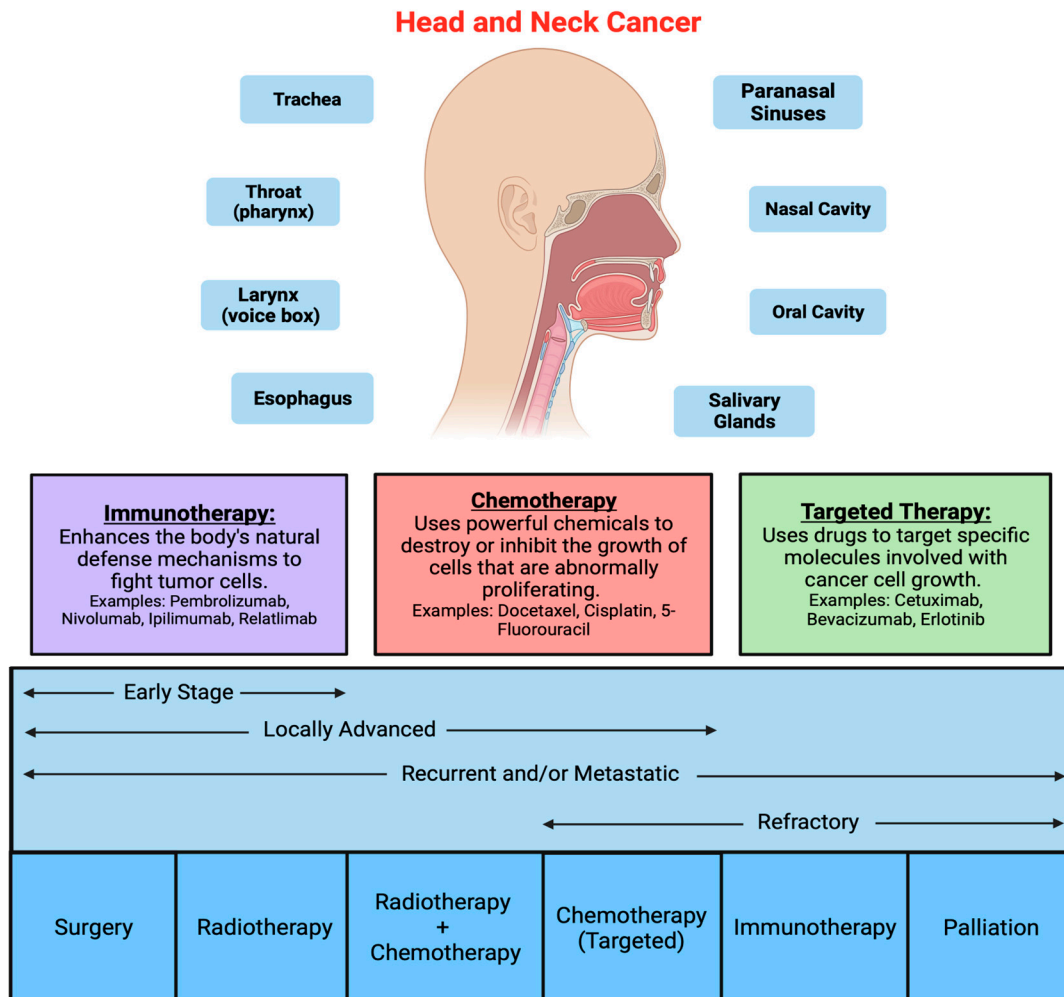 Head and Neck Cancer
Trachea
Paranasal
Sinuses
Throat
(pharynx)
Nasal Cavity
Larynx
(voice box)
Oral Cavity
Esophagus
Salivary
Glands
Immunotherapy:
Enhances the body's natural
defense mechanisms to
fight tumor cells.
Examples: Pembrolizumab,
Nivolumab, Ipilimumab, Relatlimab
Chemotherapy
Uses powerful chemicals to
destroy or inhibit the growth of
cells that are abnormally
proliferating.
Examples: Docetaxel, Cisplatin, 5-
Fluorouracil
Targeted Therapy:
Uses drugs to target specific
molecules involved with
cancer cell growth.
Examples: Cetuximab,
Bevacizumab, Erlotinib
Early Stage
Locally Advanced
Recurrent and/or Metastatic
Refractory
Surgery
Radiotherapy
Radiotherapy
+
Chemotherapy
Chemotherapy
(Targeted)
Immunotherapy
Palliation